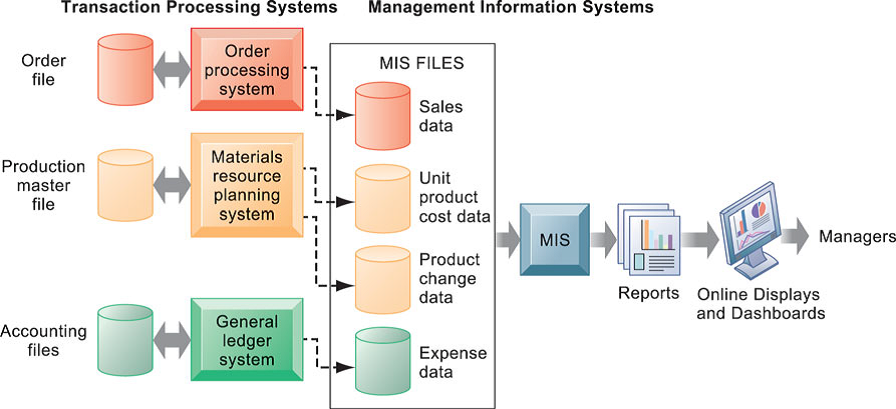 Transaction Processing Systems
Management Information Systems
Order
file
Order
processing
system
MIS FILES
Sales
data
Production
master
file
Materials
resource
planning
system
Unit
product
cost data
Product
change
data
Accounting
files
General
ledger
system
Expense
data
MIS
Reports
Online Displays
and Dashboards
Managers